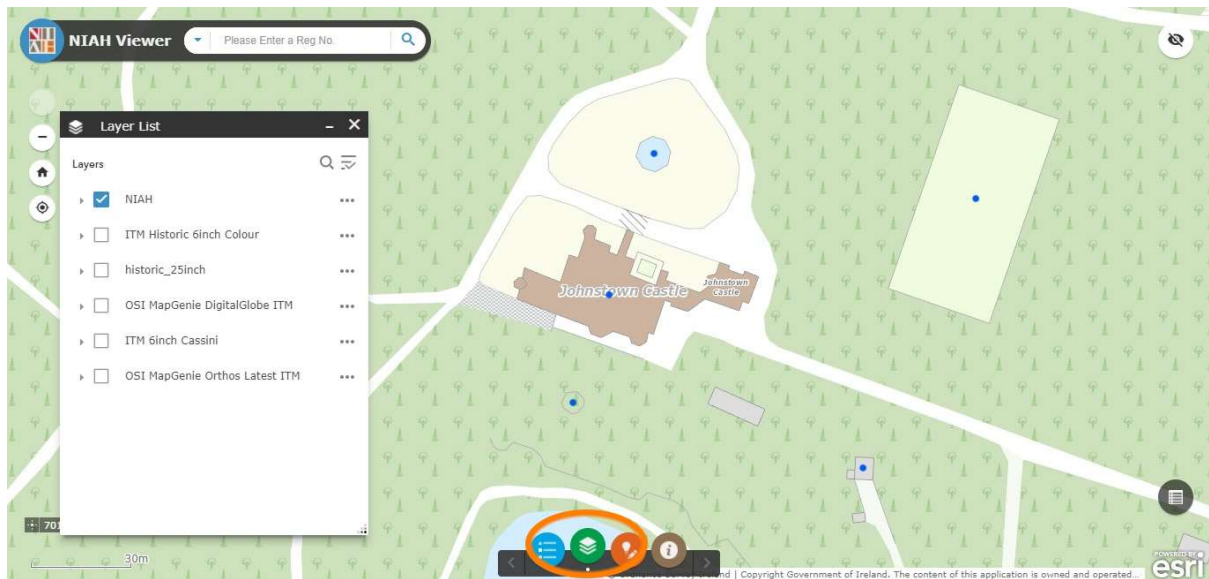 NIAH Viewer
Please Enter a Reg No.
Layer List
Layers
NIAH
ITM Historic 6inch Colour
historic_25inch
OSI MapGenie DigitalGlobe ITM
ITM 6inch Cassini
OSI MapGenie Orthos Latest ITM
Johnstown Castle
Johnstown
Castle
701
30m
| Copyright Government of Ireland. The content of this application is owned and operated...
POWERED BY
esri